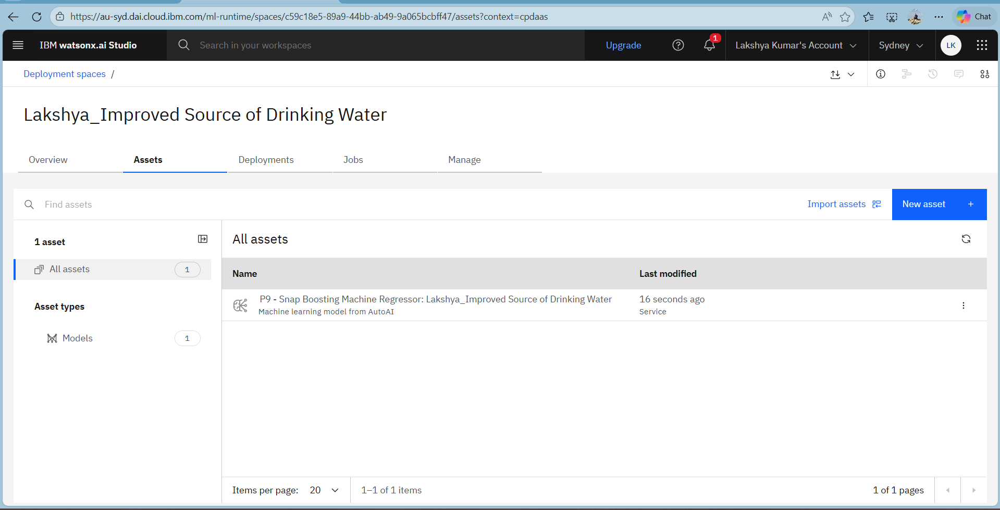 https://au-syd.dai.cloud.ibm.com/ml-runtime/spaces/c59c18e5-89a9-44bb-ab49-9a065bcbff47/assets?context=cpdaas
Chat
IBM watsonx.ai Studio
Search in your workspaces
Upgrade
1
Lakshya Kumar's Account
Sydney
LK
Deployment spaces /
Lakshya_Improved Source of Drinking Water
Overview
Assets
Deployments
Jobs
Manage
Find assets
Import assets
New asset +
1 asset
All assets 1
Asset types
Models 1
All assets
Name Last modified
P9 - Snap Boosting Machine Regressor: Lakshya_Improved Source of Drinking Water 16 seconds ago
Machine learning model from AutoAI Service
Items per page: 20 1–1 of 1 items 1 of 1 pages